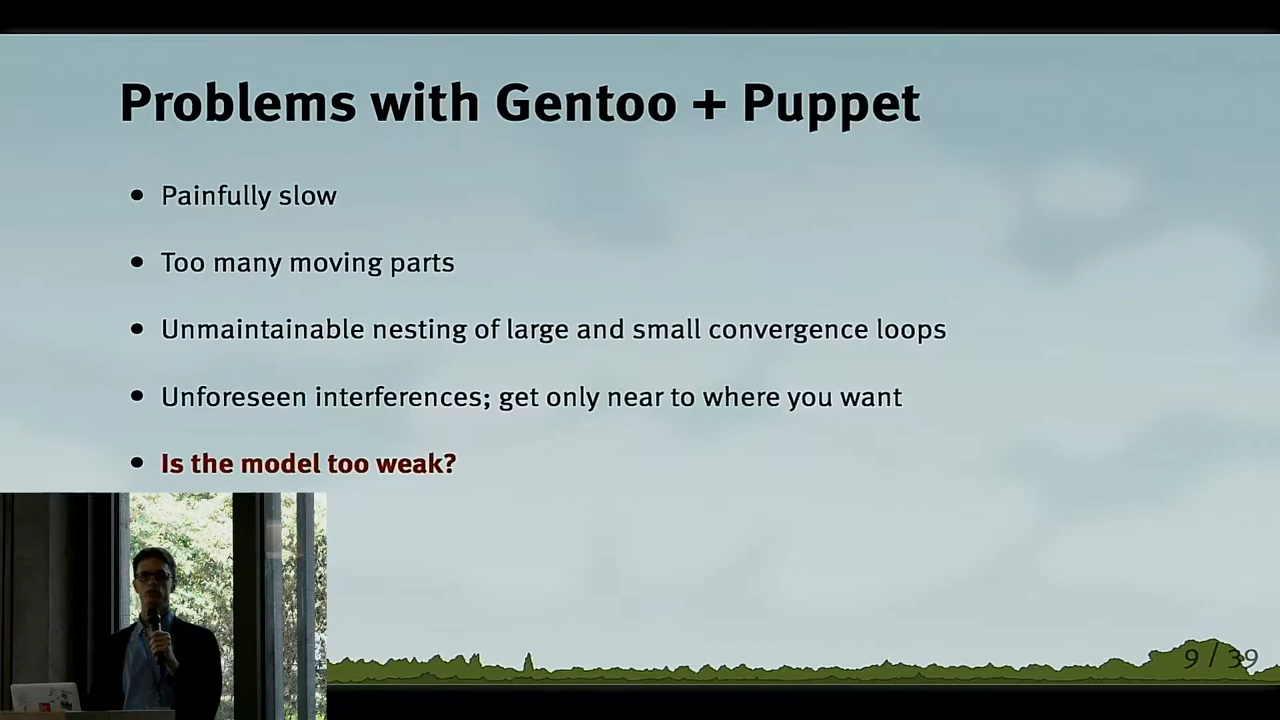 Problems with Gentoo + Puppet
• Painfully slow
• Too many moving parts
• Unmaintainable nesting of large and small convergence loops
• Unforeseen interferences; get only near to where you want
• Is the model too weak?
9 / 39